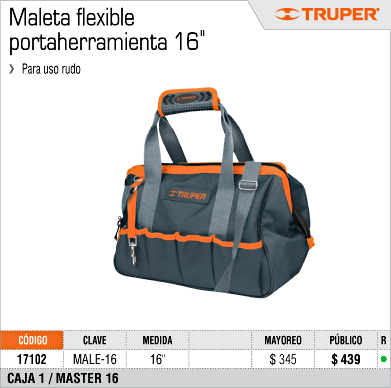 Maleta flexible
portaherramienta 16"
TRUPER®
› Para uso rudo
TRUPER
CÓDIGO CLAVE MEDIDA MAYOREO PÚBLICO R
17102 MALE-16 16" $ 345 $ 439 ●
CAJA 1 / MASTER 16